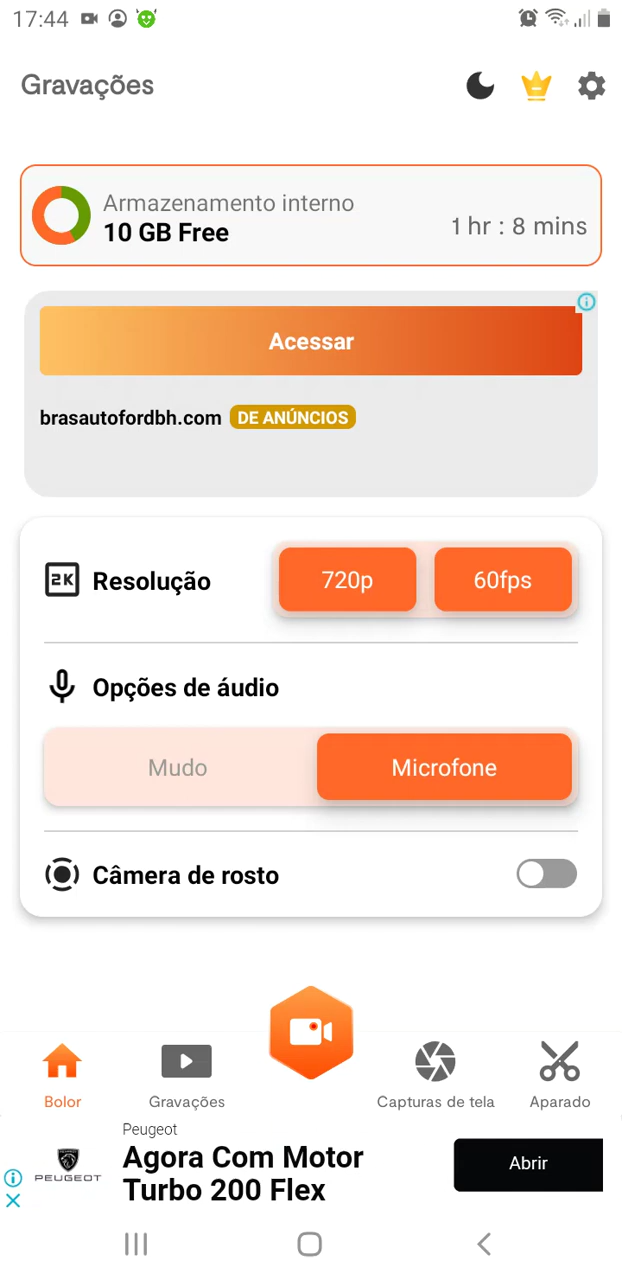 17:44
Gravações
Armazenamento interno
10 GB Free
1 hr : 8 mins
Acessar
brasautofordbh.com DE ANÚNCIOS
2K Resolução 720p 60fps
Opções de áudio
Mudo Microfone
Câmera de rosto
Bolor Gravações Capturas de tela Aparado
Peugeot
Agora Com Motor
Turbo 200 Flex
PEUGEOT
Abrir